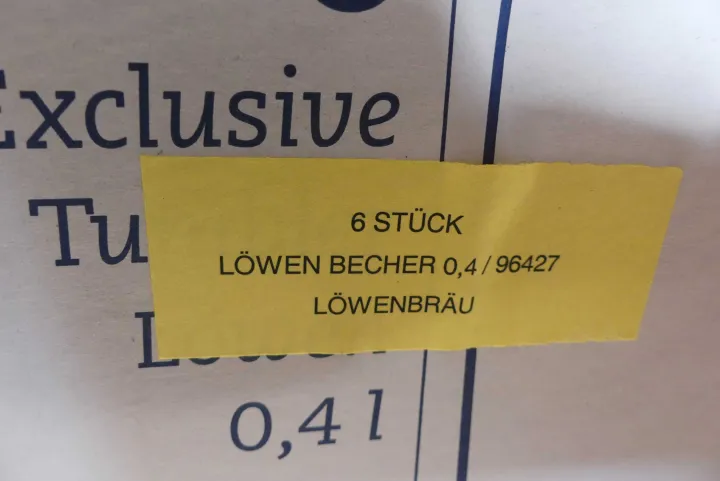 Exclusive
Tu
6 STÜCK
LÖWEN BECHER 0,4 / 96427
LÖWENBRÄU
0,4 l